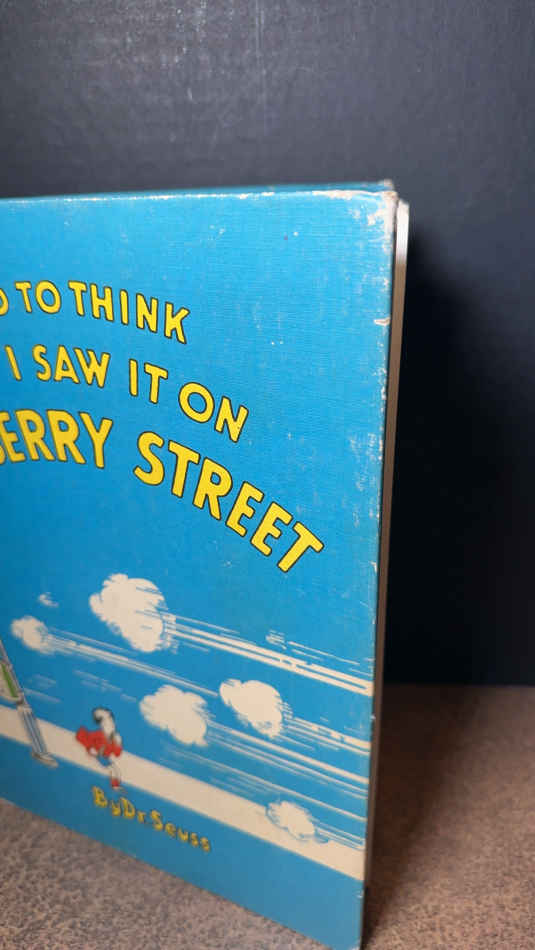 TO THINK
I SAW IT ON
ERRY STREET
By Dr. Seuss